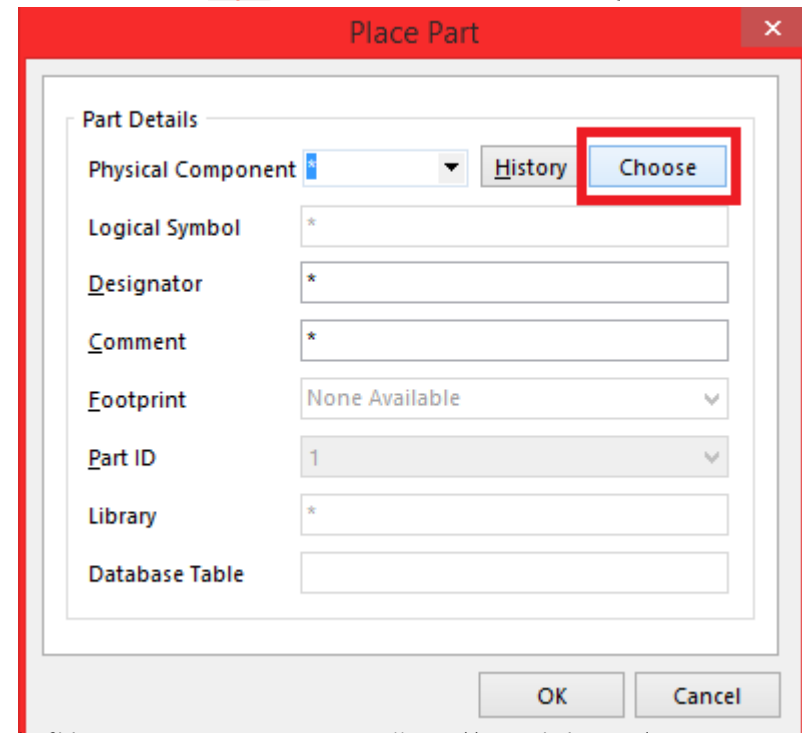 Place Part
Part Details
Physical Component * History Choose
Logical Symbol *
Designator *
Comment *
Footprint None Available
Part ID 1
Library *
Database Table
OK Cancel